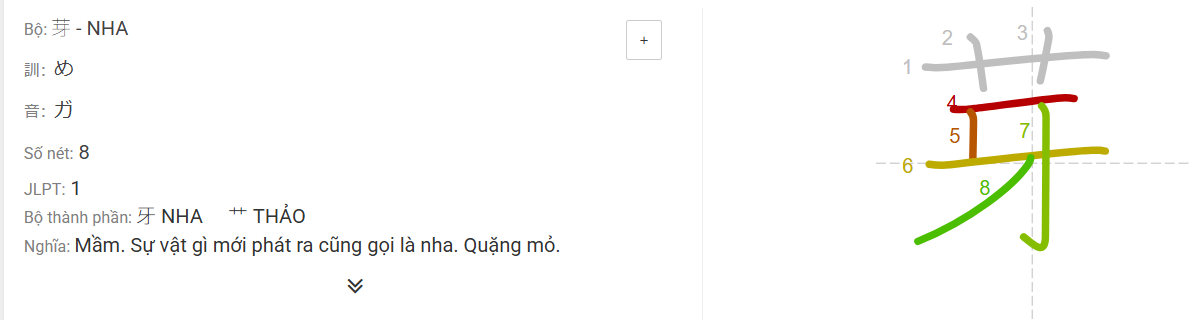 Bộ: 芽 - NHA
+
訓: め
音: ガ
Số nét: 8
JLPT: 1
Bộ thành phần: 牙 NHA 艹 THẢO
Nghĩa: Mầm. Sự vật gì mới phát ra cũng gọi là nha. Quặng mỏ.
芽
1
2
3
4
5
6
7
8